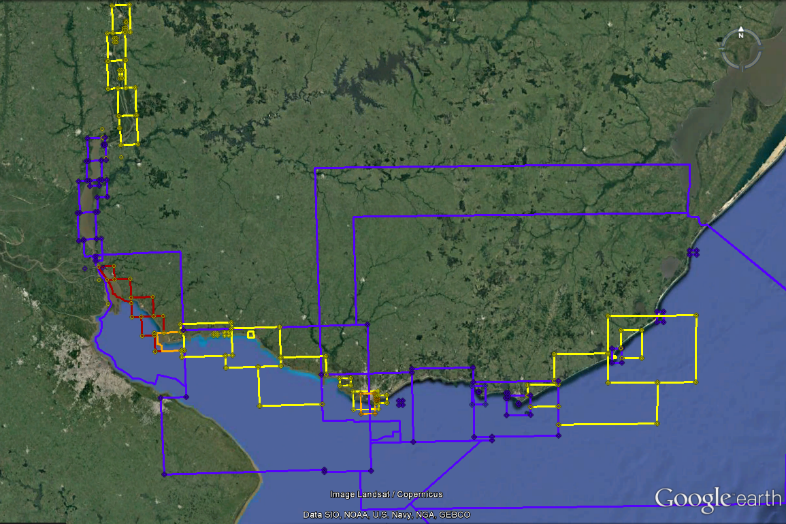 N
Image Landsat / Copernicus
Google earth
Data SIO, NOAA, U.S. Navy, NGA, GEBCO